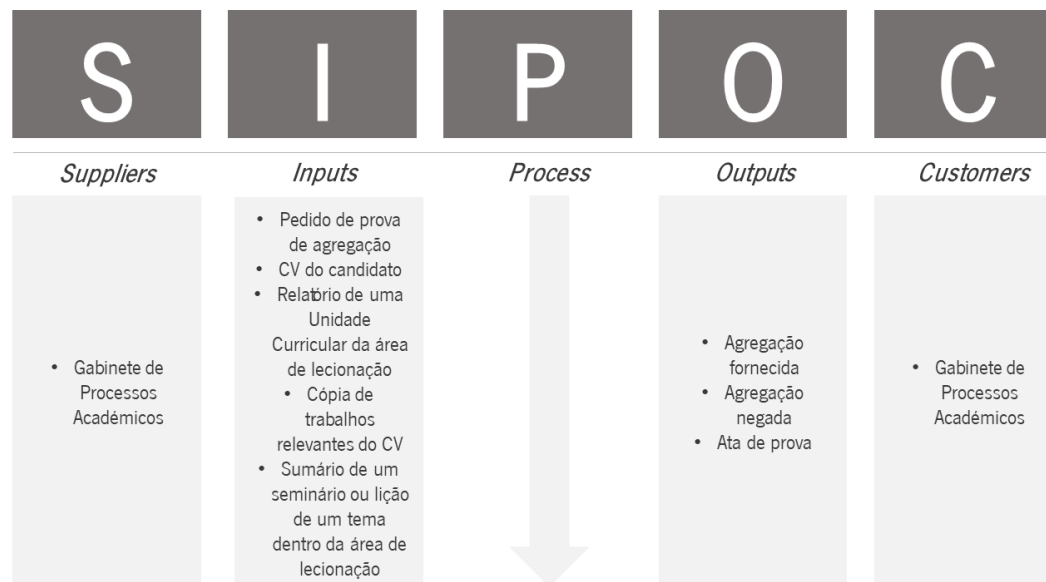 S I P O C
Suppliers Inputs Process Outputs Customers
• Gabinete de
Processos
Académicos
• Pedido de prova
de agregação
• CV do candidato
• Relatório de uma
Unidade
Curricular da área
de lecionação
• Cópia de
trabalhos
relevantes do CV
• Sumário de um
seminário ou lição
de um tema
dentro da área de
lecionação
• Agregação
fornecida
• Agregação
negada
• Ata de prova
• Gabinete de
Processos
Académicos